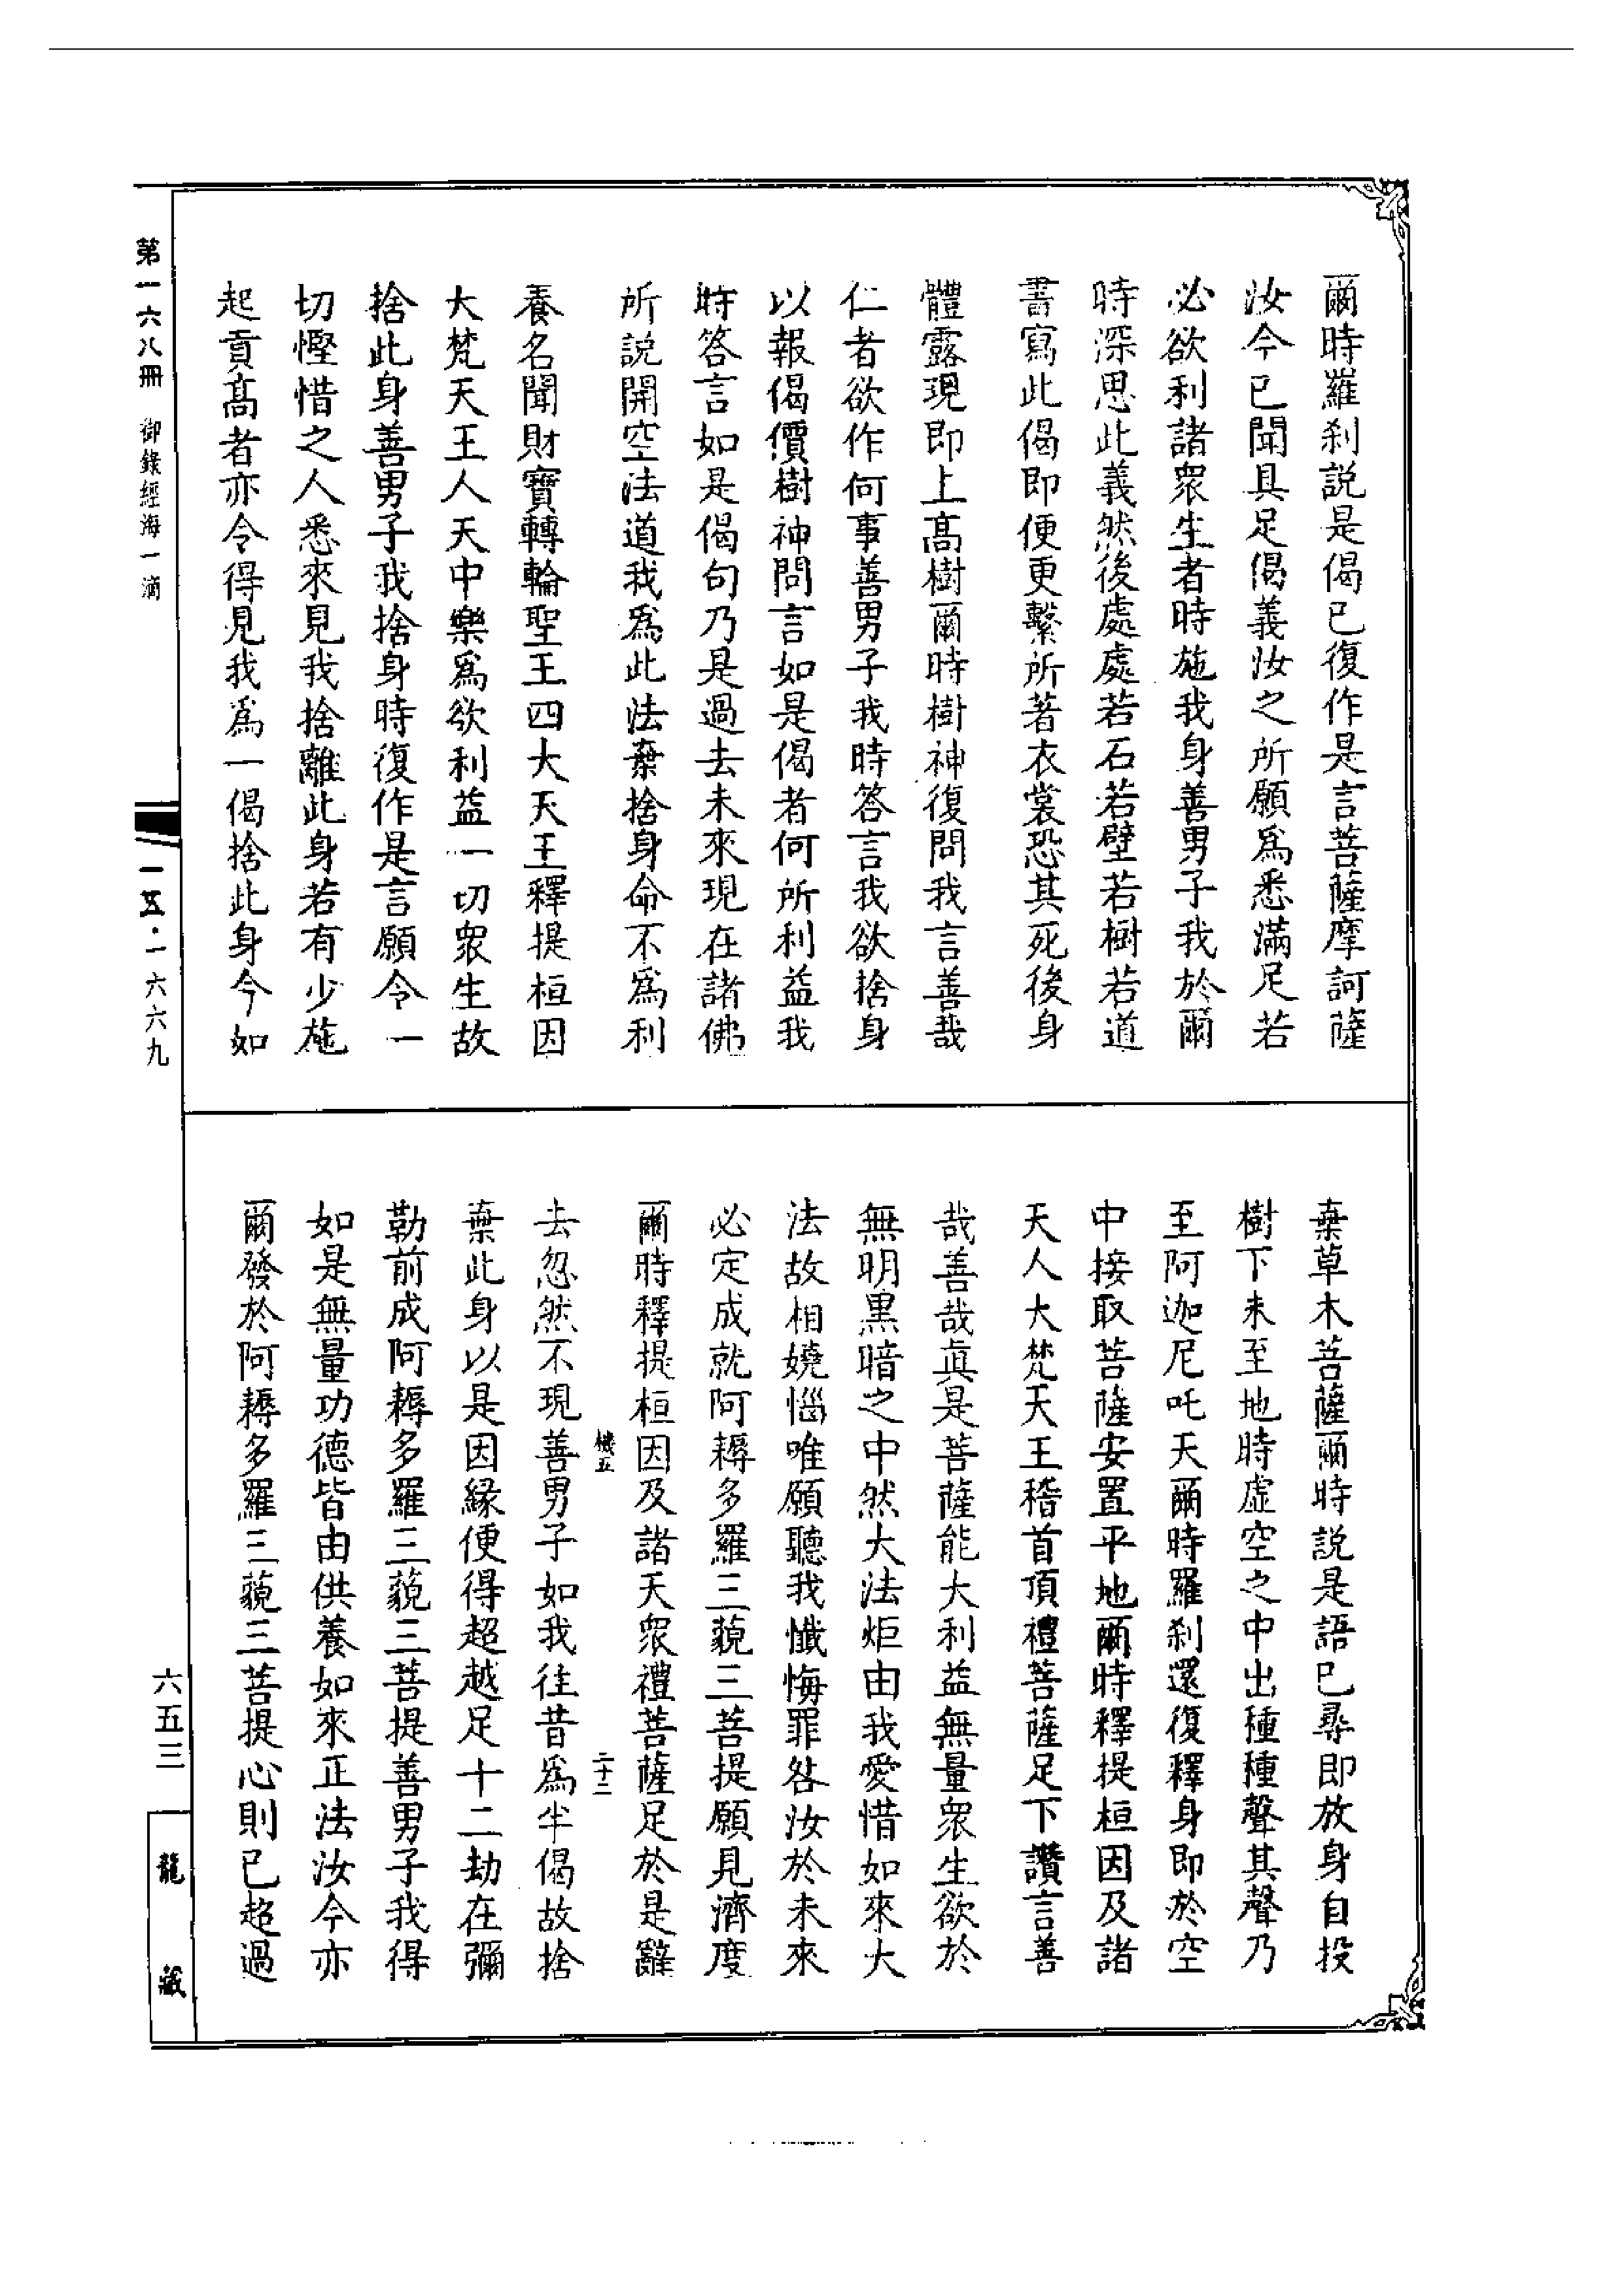 爾時羅刹説是偈已復作是言菩薩摩訶薩
汝今已聞具足偈義汝之所願爲悉滿足若
必欲利諸衆生者時施我身善男子我於爾
時深思此義然後處處若石若壁若樹若道
書寫此偈即便更繫所著衣裳恐其死後身
體露現即上髙樹爾時樹神復問我言善哉
仁者欲作何事善男子我時答言我欲捨身
以報偈價樹神問言如是偈者何所利益我
時答言如是偈句乃是過去未來現在諸佛
所説開空法道我爲此法棄捨身命不爲利
養名聞財寶轉輪聖王四大天王釋提桓因
大梵天王人天中樂爲欲利益一切衆生故
捨此身善男子我捨身時復作是言願令一
切慳惜之人悉來見我捨離此身若有少施
起貢髙者亦令得見我爲一偈捨此身今如
棄草木菩薩爾時説是語已尋即放身自投
樹下未至地時虛空之中出種種聲其聲乃
至阿迦尼吒天爾時羅刹還復釋身即於空
中接取菩薩安置平地爾時釋提桓因及諸
天人大梵天王稽首頂禮菩薩足下讚言善
哉善哉真是菩薩能大利益無量衆生欲於
無明黑暗之中然大法炬由我愛惜如來大
法故相嬈惱唯願聽我懺悔罪咎汝於未來
必定成就阿耨多羅三藐三菩提願見濟度
爾時釋提桓因及諸天衆禮菩薩足於是辭
機五 二十二
去忽然不現善男子如我往昔爲半偈故捨
棄此身以是因緣便得超越足十二劫在彌
勒前成阿耨多羅三藐三菩提善男子我得
如是無量功德皆由供養如來正法汝今亦
爾發於阿耨多羅三藐三菩提心則已超過
第一六八冊 御錄經海一滴
一五·一六六九
六五三
龍藏